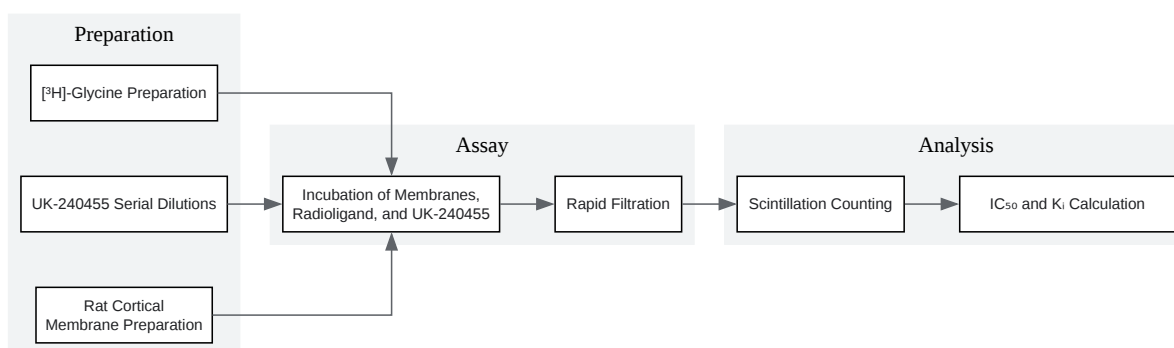 Preparation
[³H]-Glycine Preparation
UK-240455 Serial Dilutions
Rat Cortical
Membrane Preparation
Assay
Incubation of Membranes,
Radioligand, and UK-240455
Rapid Filtration
Analysis
Scintillation Counting
IC₅₀ and Kᵢ Calculation